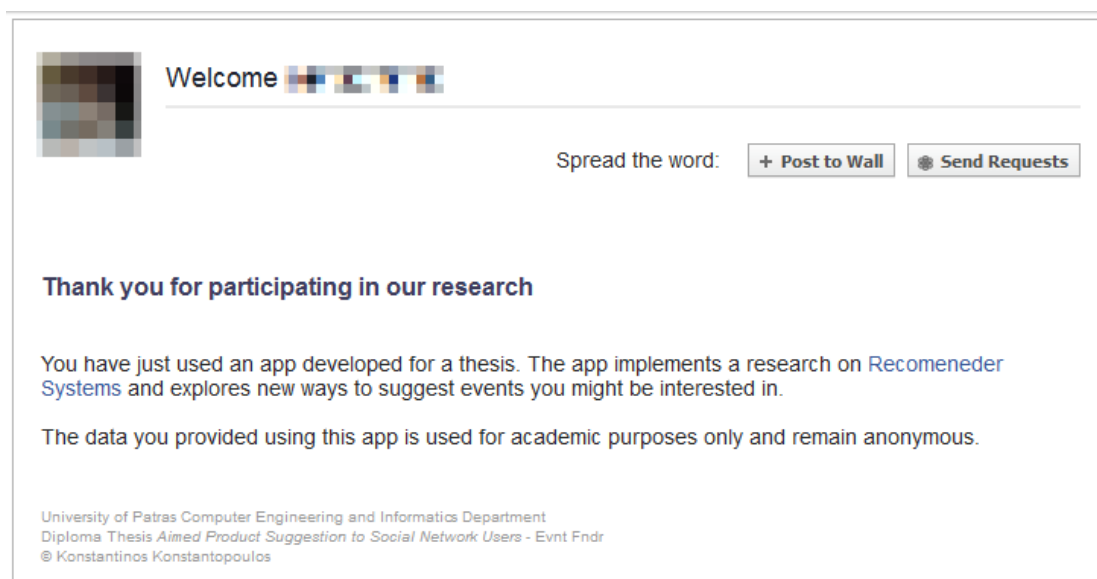 Welcome
Spread the word: + Post to Wall Send Requests
Thank you for participating in our research
You have just used an app developed for a thesis. The app implements a research on Recomeneder
Systems and explores new ways to suggest events you might be interested in.
The data you provided using this app is used for academic purposes only and remain anonymous.
University of Patras Computer Engineering and Informatics Department
Diploma Thesis Aimed Product Suggestion to Social Network Users - Evnt Fndr
© Konstantinos Konstantopoulos